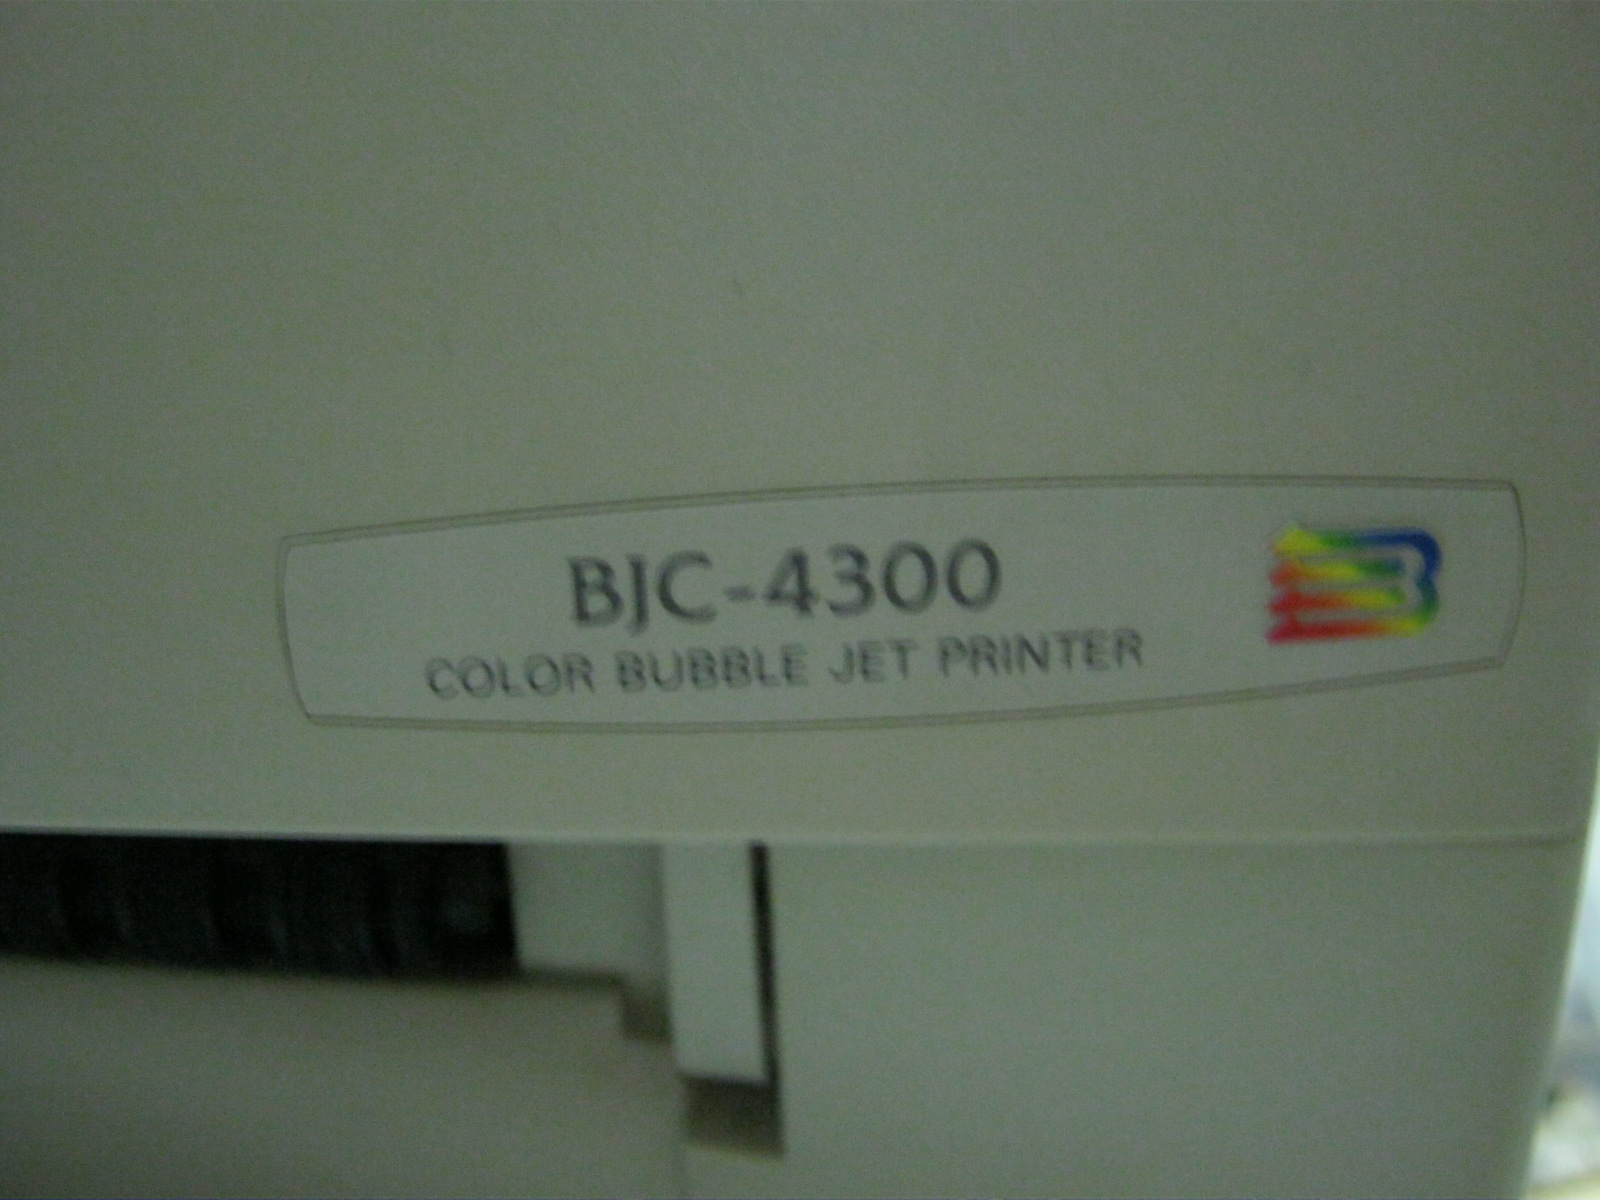 BJC-4300
COLOR BUBBLE JET PRINTER